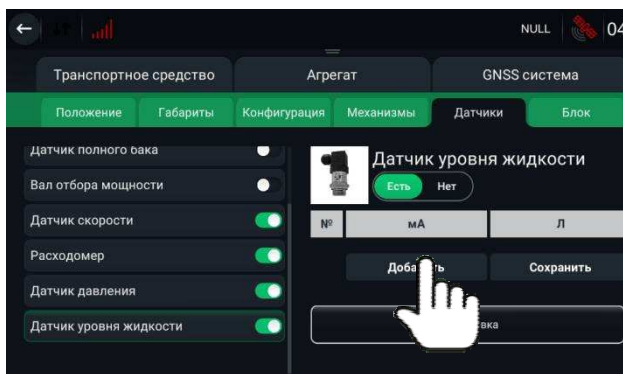 NULL 04
Транспортное средство Агрегат GNSS система
Положение Габариты Конфигурация Механизмы Датчики Блок
Датчик полного бака
Вал отбора мощности
Датчик скорости
Расходомер
Датчик давления
Датчик уровня жидкости
Датчик уровня жидкости
Есть Нет
№ мА Л
Сохранить